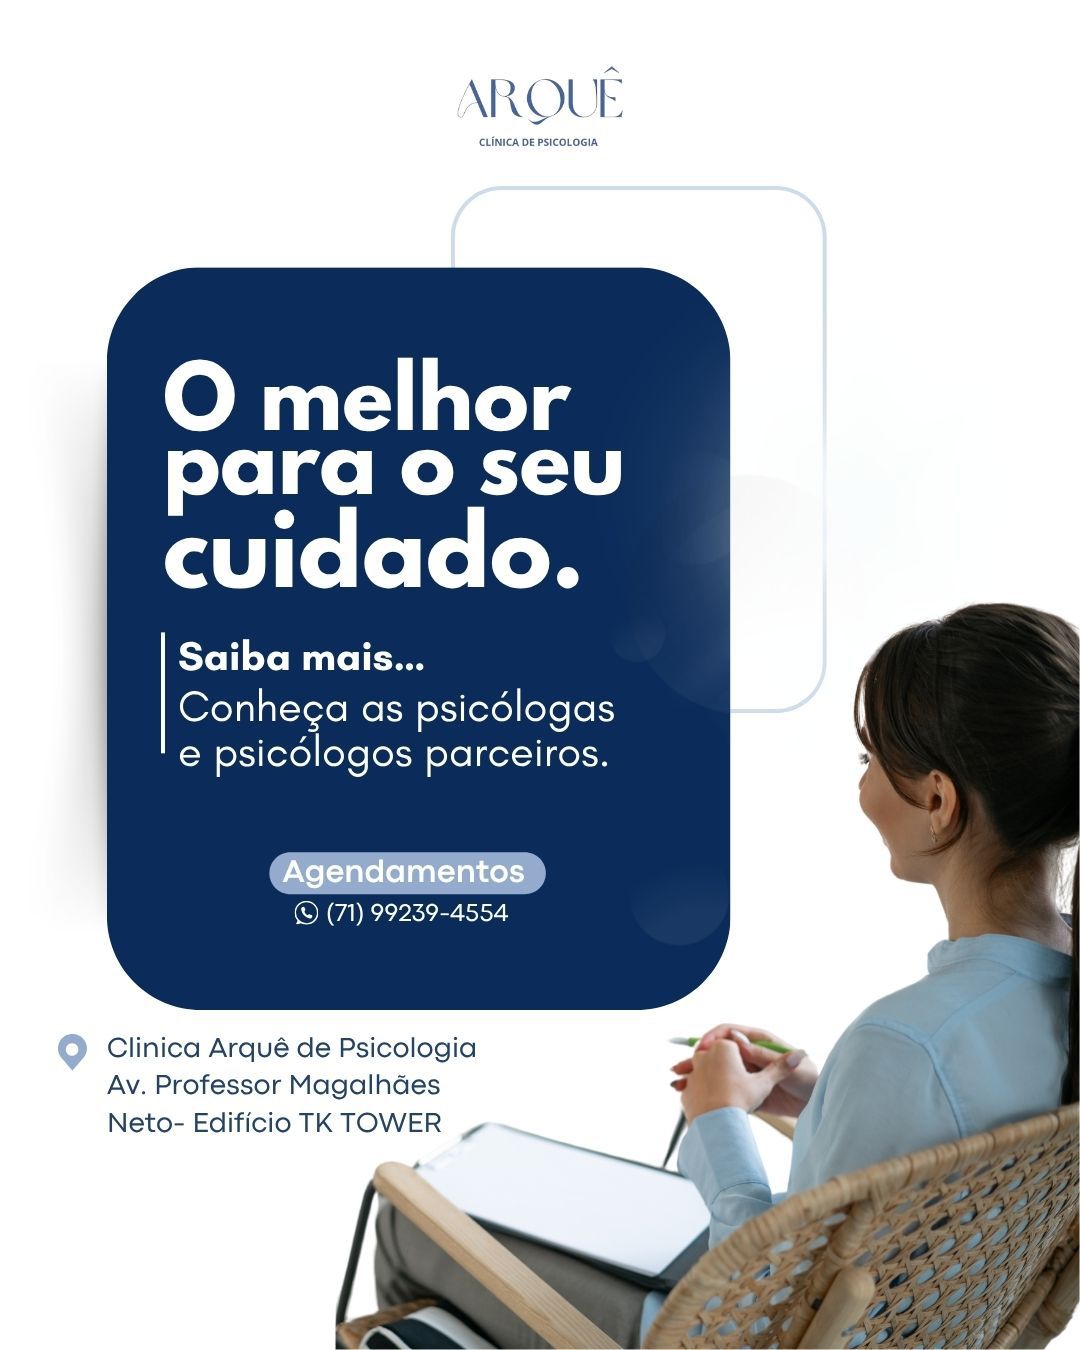 ARQUÊ
CLÍNICA DE PSICOLOGIA
O melhor
para o seu
cuidado.
Saiba mais...
Conheça as psicólogas
e psicólogos parceiros.
Agendamentos
(71) 99239-4554
Clinica Arquê de Psicologia
Av. Professor Magalhães
Neto- Edifício TK TOWER